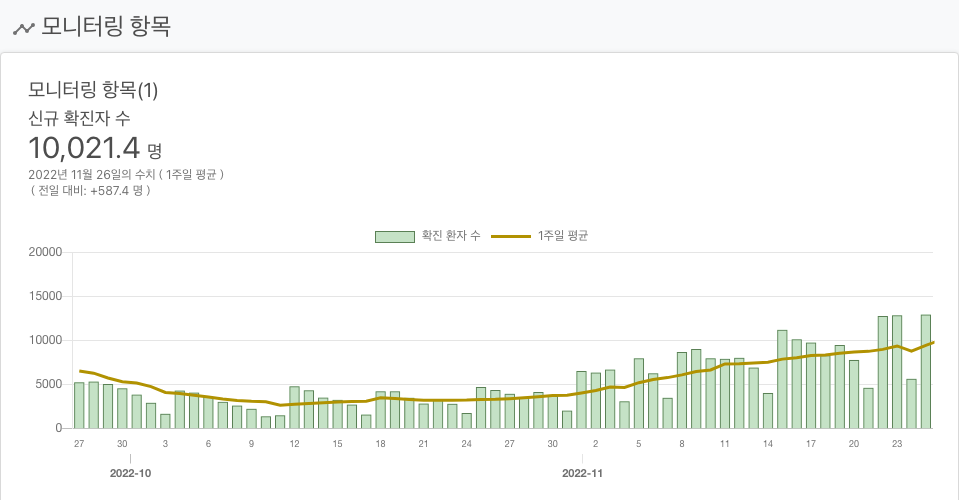 모니터링 항목
모니터링 항목(1)
신규 확진자 수
10,021.4 명
2022년 11월 26일의 수치 ( 1주일 평균 )
( 전일 대비: +587.4 명 )
확진 환자 수 1주일 평균
20000
15000
10000
5000
0
27 30 3 6 9 12 15 18 21 24 27 30 2 5 8 11 14 17 20 23
2022-10 2022-11